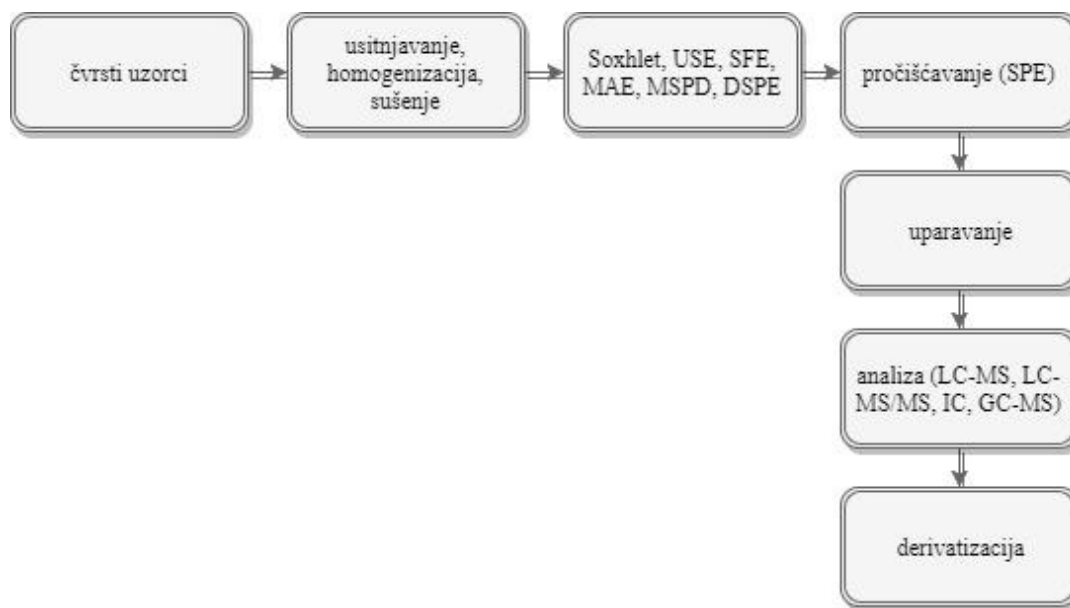 čvrsti uzorci
usitnjavanje,
homogenizacija,
sušenje
Soxhlet, USE, SFE,
MAE, MSPD, DSPE
pročišćavanje (SPE)
uparavanje
analiza (LC-MS, LC-
MS/MS, IC, GC-MS)
derivatizacija